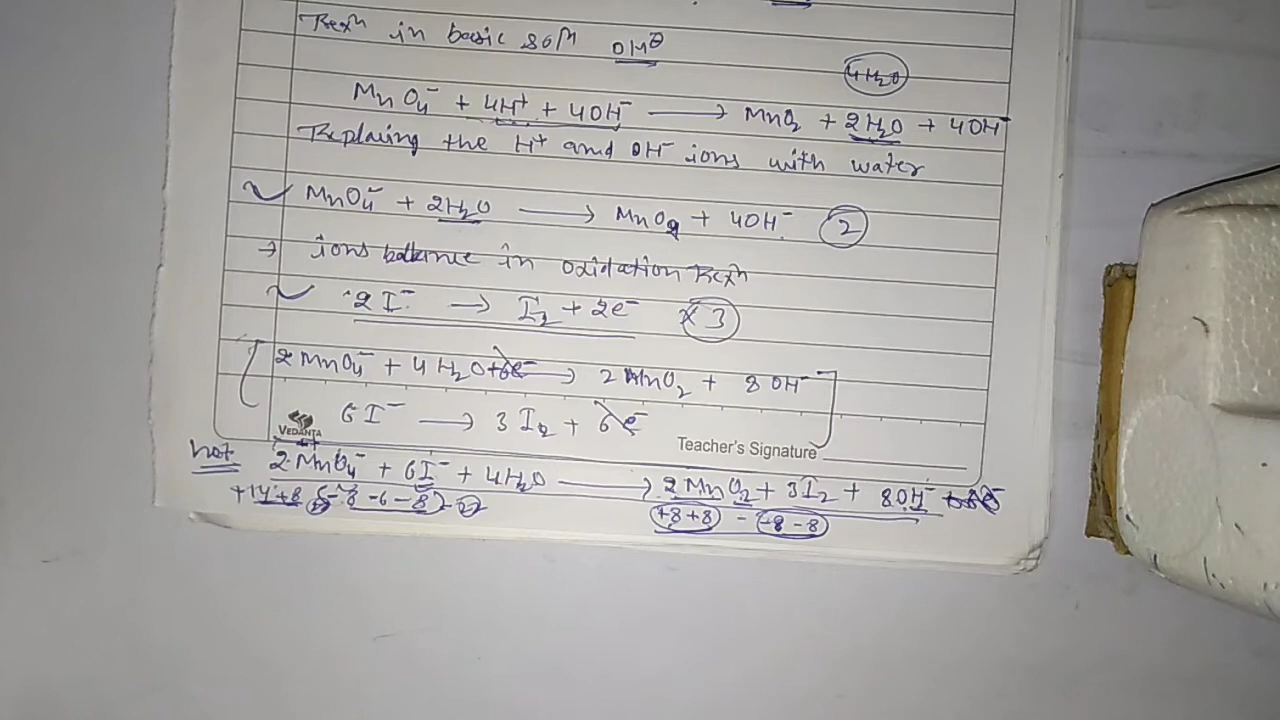 Rexn in basic soln OH⊖
4H₂O
MnO₄⁻ + 4H⁺ + 4OH⁻ ⟶ MnO₂ + 2H₂O + 4OH⁻
Replacing the H⁺ and OH⁻ ions with water
MnO₄⁻ + 2H₂O ⟶ MnO₂ + 4OH⁻ 2
→ ions balance in oxidation Rexn
2I⁻ ⟶ I₂ + 2e⁻ × 3
2MnO₄⁻ + 4H₂O + 6e⁻ ⟶ 2MnO₂ + 8OH⁻
6I⁻ ⟶ 3I₂ + 6e⁻
VEDANTA
Teacher's Signature
2MnO₄⁻ + 6I⁻ + 4H₂O ⟶ 2MnO₂ + 3I₂ + 8OH⁻
+8+8 - -8-8